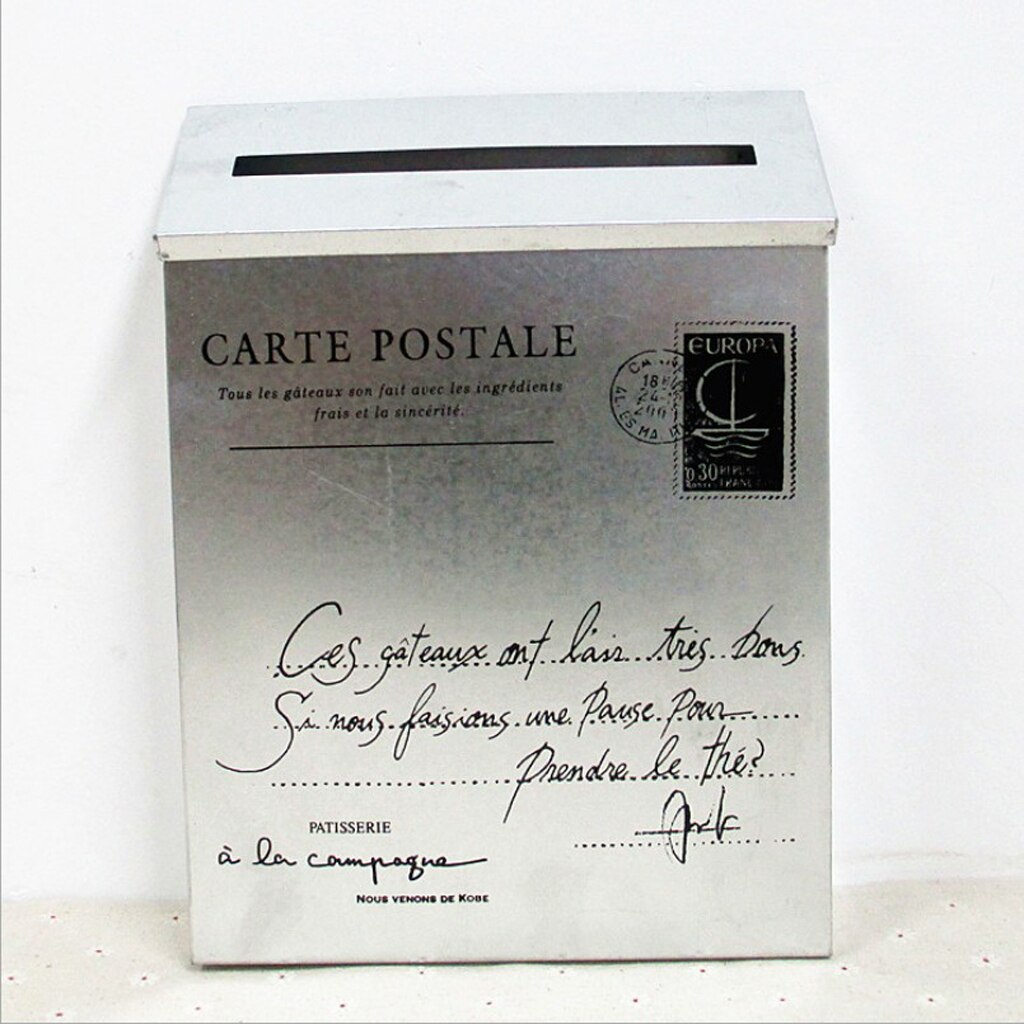 CARTE POSTALE
Tous les gâteaux son fait avec les ingrédients
frais et la sincérité.
EUROPA
0.30
Ces gâteaux ont l'air très bons
Si nous faisions une Pause Pour
Prendre le thé?
PATISSERIE
à la campagne
NOUS VENONS DE KOBE